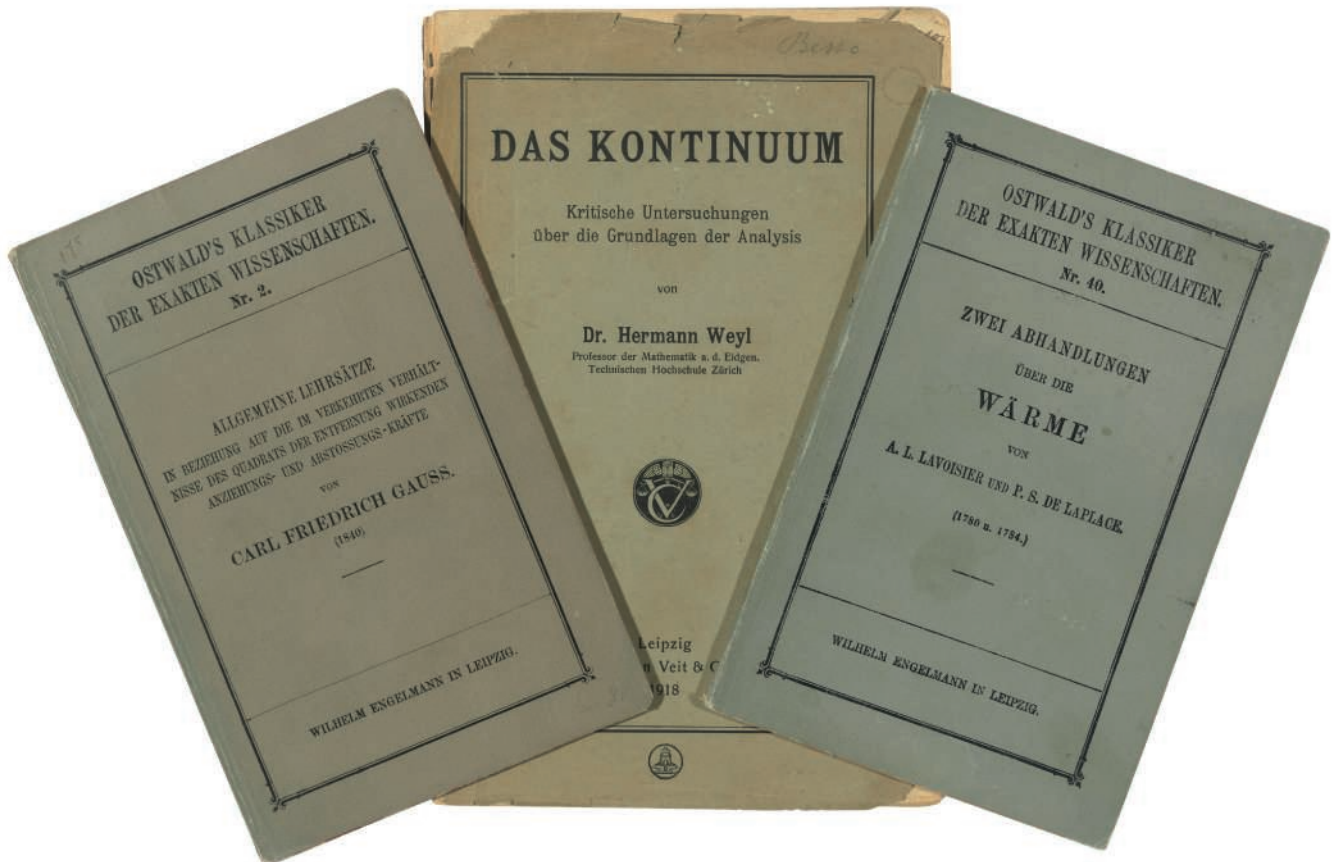 OSTWALD'S KLASSIKER
DER EXAKTEN WISSENSCHAFTEN.
Nr. 2.
ALLGEMEINE LEHRSÄTZE
IN BEZIEHUNG AUF DIE IM VERKEHRTEN VERHÄLT-
NISSE DES QUADRATS DER ENTFERNUNG WIRKENDEN
ANZIEHUNGS- UND ABSTOSSUNGS-KRÄFTE
VON
CARL FRIEDRICH GAUSS.
(1840)
WILHELM ENGELMANN IN LEIPZIG.
Besso
DAS KONTINUUM
Kritische Untersuchungen
über die Grundlagen der Analysis
von
Dr. Hermann Weyl
Professor der Mathematik a. d. Eidgen.
Technischen Hochschule Zürich
Leipzig
Veit &
1918
OSTWALD'S KLASSIKER
DER EXAKTEN WISSENSCHAFTEN.
Nr. 40.
ZWEI ABHANDLUNGEN
ÜBER DIE
WÄRME
VON
A. L. LAVOISIER UND P. S. DE LAPLACE.
(1780 u. 1784.)
WILHELM ENGELMANN IN LEIPZIG.